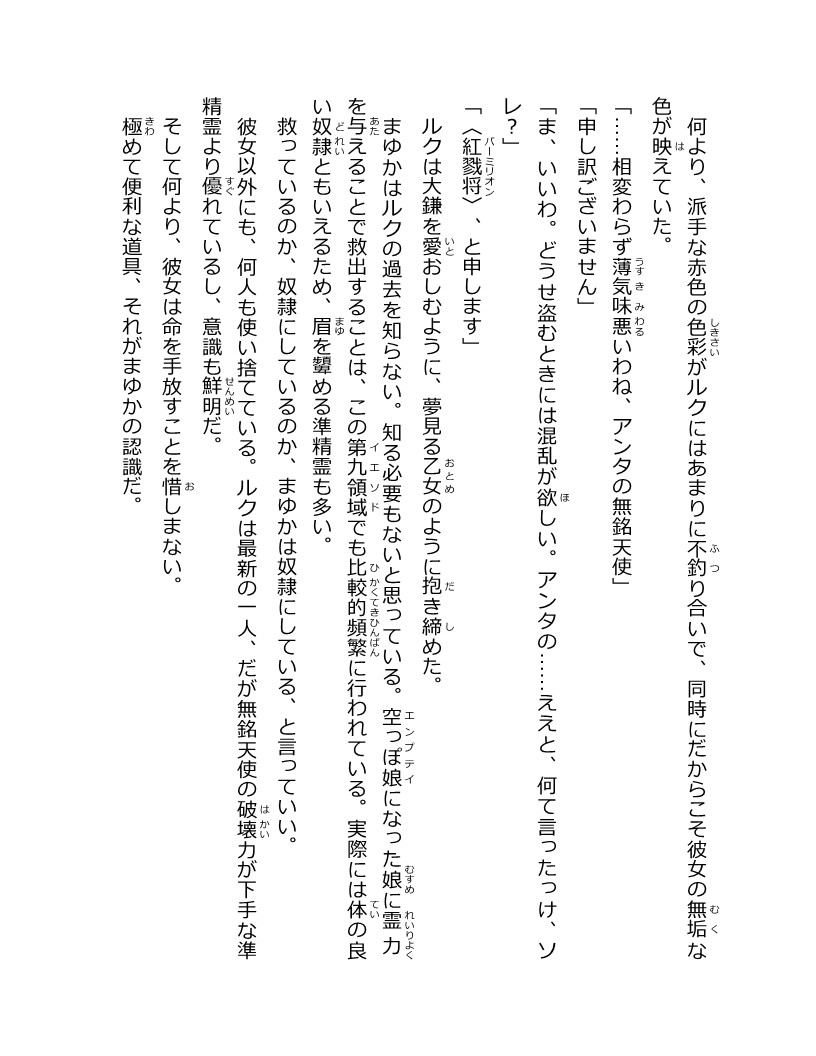 何より、派手な赤色の色彩がルクにはあまりに不釣り合いで、同時にだからこそ彼女の無垢な
色が映えていた。
「……相変わらず薄気味悪いわね、アンタの無銘天使」
「申し訳ございません」
「ま、いいわ。どうせ盗むときには混乱が欲しい。アンタの……ええと、何て言ったっけ、ソ
レ？」
「〈紅戮将〉、と申します」
ルクは大鎌を愛おしむように、夢見る乙女のように抱き締めた。
まゆかはルクの過去を知らない。知る必要もないと思っている。空っぽ娘になった娘に霊力
を与えることで救出することは、この第九領域でも比較的頻繁に行われている。実際には体の良
い奴隷ともいえるため、眉を顰める準精霊も多い。
救っているのか、奴隷にしているのか、まゆかは奴隷にしている、と言っていい。
彼女以外にも、何人も使い捨てている。ルクは最新の一人、だが無銘天使の破壊力が下手な準
精霊より優れているし、意識も鮮明だ。
そして何より、彼女は命を手放すことを惜しまない。
極めて便利な道具、それがまゆかの認識だ。